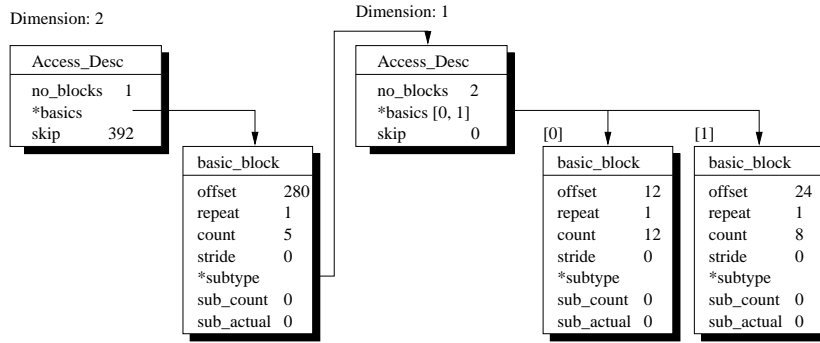 Dimension: 2
Access_Desc
no_blocks 1
*basics
skip 392
basic_block
offset 280
repeat 1
count 5
stride 0
*subtype
sub_count 0
sub_actual 0
Dimension: 1
Access_Desc
no_blocks 2
*basics [0, 1]
skip 0
[0]
basic_block
offset 12
repeat 1
count 12
stride 0
*subtype
sub_count 0
sub_actual 0
[1]
basic_block
offset 24
repeat 1
count 8
stride 0
*subtype
sub_count 0
sub_actual 0